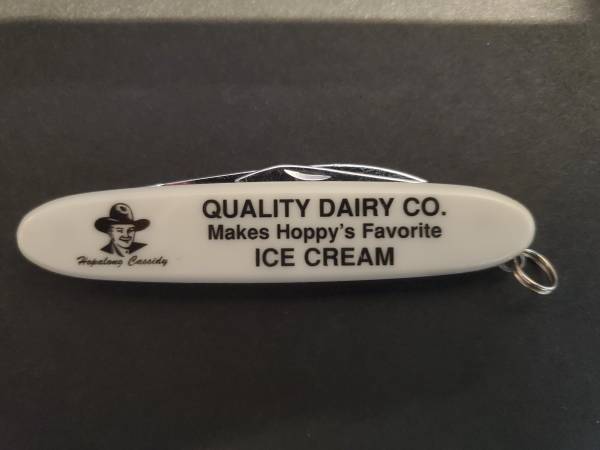 QUALITY DAIRY CO.
Makes Hoppy's Favorite
ICE CREAM
Hopalong Cassidy